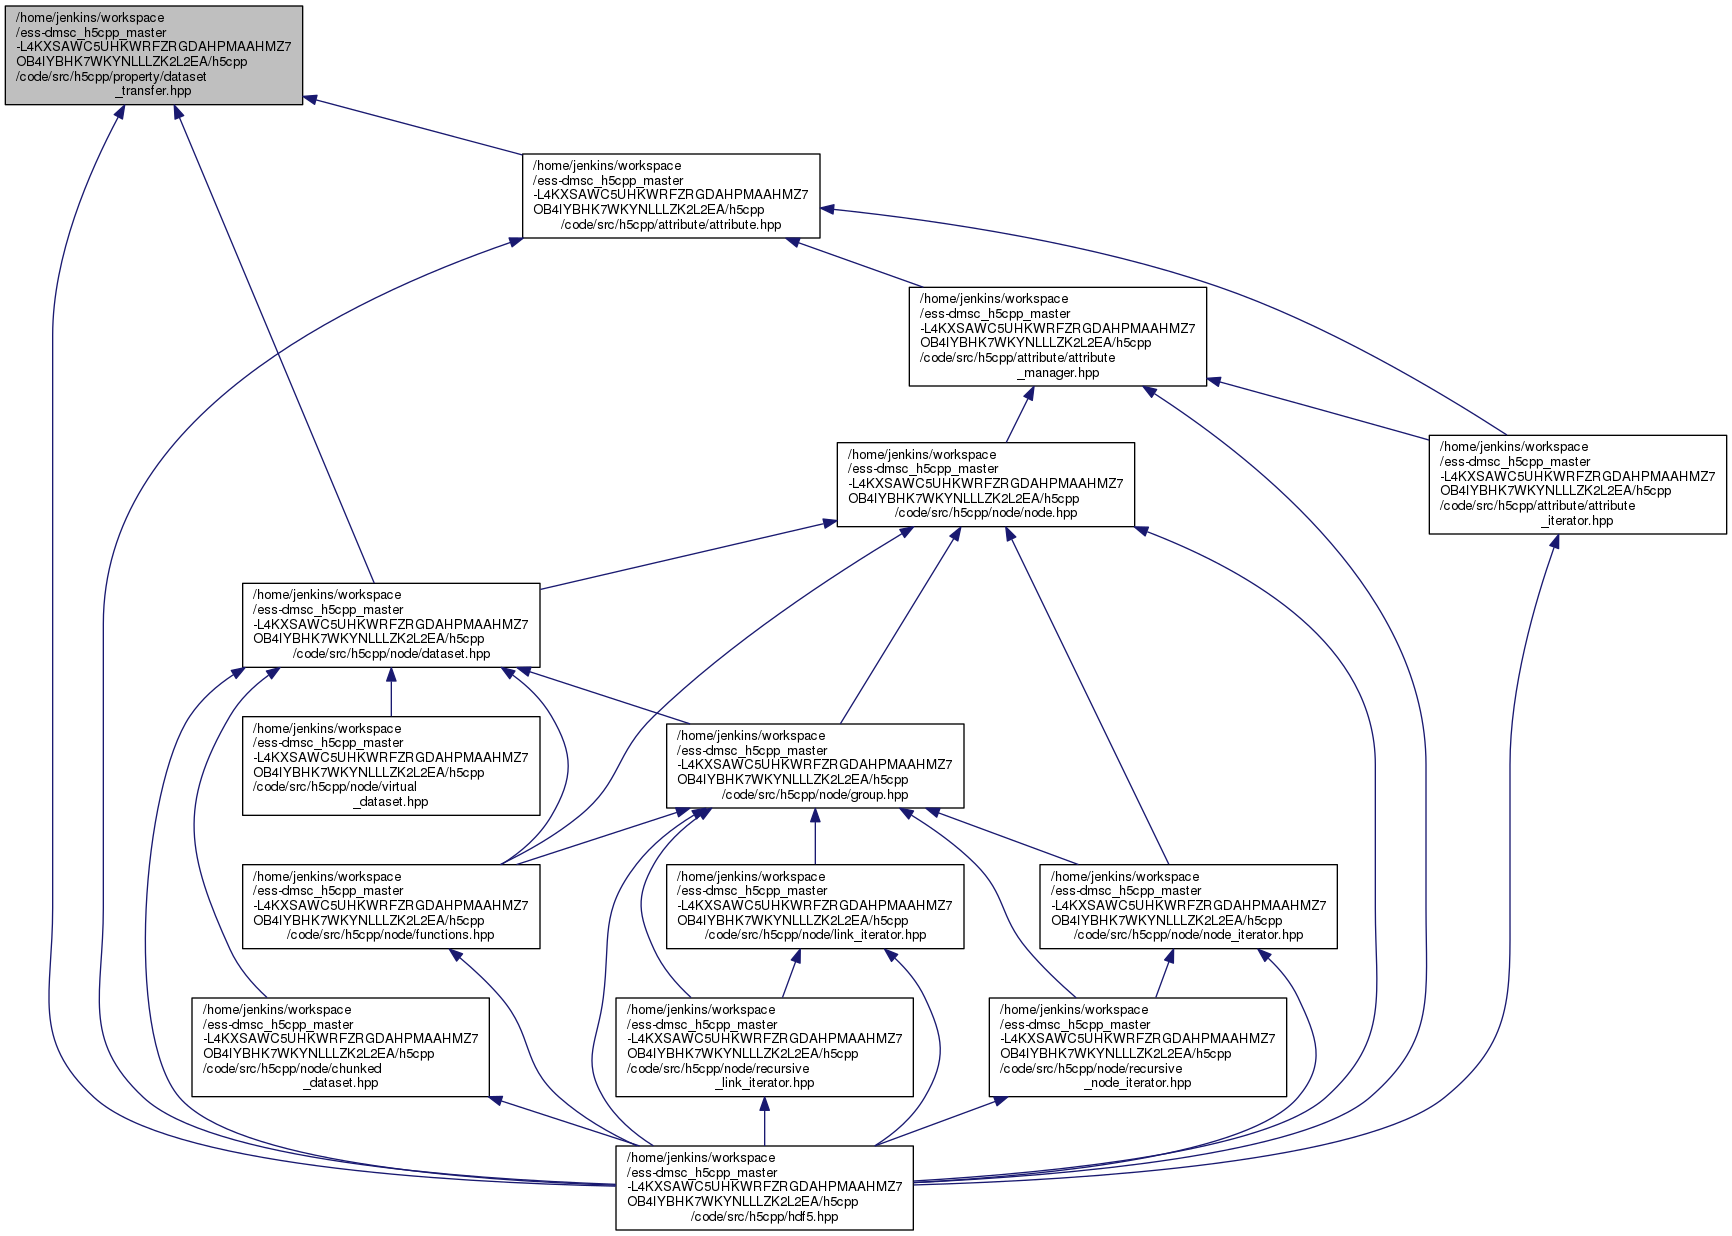 /home/jenkins/workspace
/ess-dmsc_h5cpp_master
-L4KXSAWC5UHKWRFZRGDAHPMAAHMZ7
OB4IYBHK7WKYNLLLZK2L2EA/h5cpp
/code/src/h5cpp/property/dataset
_transfer.hpp
/home/jenkins/workspace
/ess-dmsc_h5cpp_master
-L4KXSAWC5UHKWRFZRGDAHPMAAHMZ7
OB4IYBHK7WKYNLLLZK2L2EA/h5cpp
/code/src/h5cpp/attribute/attribute.hpp
/home/jenkins/workspace
/ess-dmsc_h5cpp_master
-L4KXSAWC5UHKWRFZRGDAHPMAAHMZ7
OB4IYBHK7WKYNLLLZK2L2EA/h5cpp
/code/src/h5cpp/attribute/attribute
_manager.hpp
/home/jenkins/workspace
/ess-dmsc_h5cpp_master
-L4KXSAWC5UHKWRFZRGDAHPMAAHMZ7
OB4IYBHK7WKYNLLLZK2L2EA/h5cpp
/code/src/h5cpp/attribute/attribute
_iterator.hpp
/home/jenkins/workspace
/ess-dmsc_h5cpp_master
-L4KXSAWC5UHKWRFZRGDAHPMAAHMZ7
OB4IYBHK7WKYNLLLZK2L2EA/h5cpp
/code/src/h5cpp/node/node.hpp
/home/jenkins/workspace
/ess-dmsc_h5cpp_master
-L4KXSAWC5UHKWRFZRGDAHPMAAHMZ7
OB4IYBHK7WKYNLLLZK2L2EA/h5cpp
/code/src/h5cpp/node/dataset.hpp
/home/jenkins/workspace
/ess-dmsc_h5cpp_master
-L4KXSAWC5UHKWRFZRGDAHPMAAHMZ7
OB4IYBHK7WKYNLLLZK2L2EA/h5cpp
/code/src/h5cpp/node/virtual
_dataset.hpp
/home/jenkins/workspace
/ess-dmsc_h5cpp_master
-L4KXSAWC5UHKWRFZRGDAHPMAAHMZ7
OB4IYBHK7WKYNLLLZK2L2EA/h5cpp
/code/src/h5cpp/node/group.hpp
/home/jenkins/workspace
/ess-dmsc_h5cpp_master
-L4KXSAWC5UHKWRFZRGDAHPMAAHMZ7
OB4IYBHK7WKYNLLLZK2L2EA/h5cpp
/code/src/h5cpp/node/functions.hpp
/home/jenkins/workspace
/ess-dmsc_h5cpp_master
-L4KXSAWC5UHKWRFZRGDAHPMAAHMZ7
OB4IYBHK7WKYNLLLZK2L2EA/h5cpp
/code/src/h5cpp/node/link_iterator.hpp
/home/jenkins/workspace
/ess-dmsc_h5cpp_master
-L4KXSAWC5UHKWRFZRGDAHPMAAHMZ7
OB4IYBHK7WKYNLLLZK2L2EA/h5cpp
/code/src/h5cpp/node/node_iterator.hpp
/home/jenkins/workspace
/ess-dmsc_h5cpp_master
-L4KXSAWC5UHKWRFZRGDAHPMAAHMZ7
OB4IYBHK7WKYNLLLZK2L2EA/h5cpp
/code/src/h5cpp/node/chunked
_dataset.hpp
/home/jenkins/workspace
/ess-dmsc_h5cpp_master
-L4KXSAWC5UHKWRFZRGDAHPMAAHMZ7
OB4IYBHK7WKYNLLLZK2L2EA/h5cpp
/code/src/h5cpp/node/recursive
_link_iterator.hpp
/home/jenkins/workspace
/ess-dmsc_h5cpp_master
-L4KXSAWC5UHKWRFZRGDAHPMAAHMZ7
OB4IYBHK7WKYNLLLZK2L2EA/h5cpp
/code/src/h5cpp/node/recursive
_node_iterator.hpp
/home/jenkins/workspace
/ess-dmsc_h5cpp_master
-L4KXSAWC5UHKWRFZRGDAHPMAAHMZ7
OB4IYBHK7WKYNLLLZK2L2EA/h5cpp
/code/src/h5cpp/hdf5.hpp